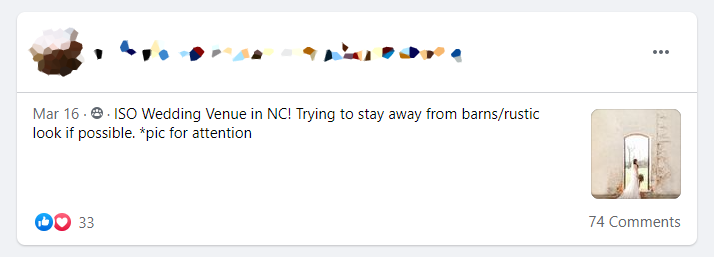 Mar 16 · · ISO Wedding Venue in NC! Trying to stay away from barns/rustic
look if possible. *pic for attention
33
74 Comments